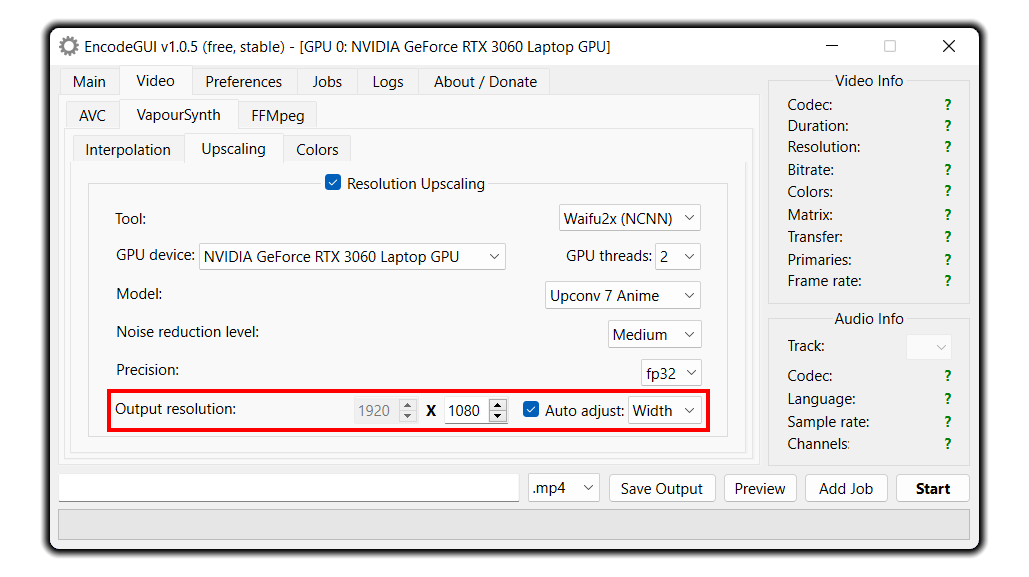 EncodeGUI v1.0.5 (free, stable) - [GPU 0: NVIDIA GeForce RTX 3060 Laptop GPU]
Main Video Preferences Jobs Logs About / Donate
AVC VapourSynth FFMpeg
Interpolation Upscaling Colors
Resolution Upscaling
Tool: Waifu2x (NCNN)
GPU device: NVIDIA GeForce RTX 3060 Laptop GPU GPU threads: 2
Model: Upconv 7 Anime
Noise reduction level: Medium
Precision: fp32
Output resolution: 1920 X 1080 Auto adjust: Width
Video Info
Codec: ?
Duration: ?
Resolution: ?
Bitrate: ?
Colors: ?
Matrix: ?
Transfer: ?
Primaries: ?
Frame rate: ?
Audio Info
Track:
Codec: ?
Language: ?
Sample rate: ?
Channels: ?
.mp4 Save Output Preview Add Job Start